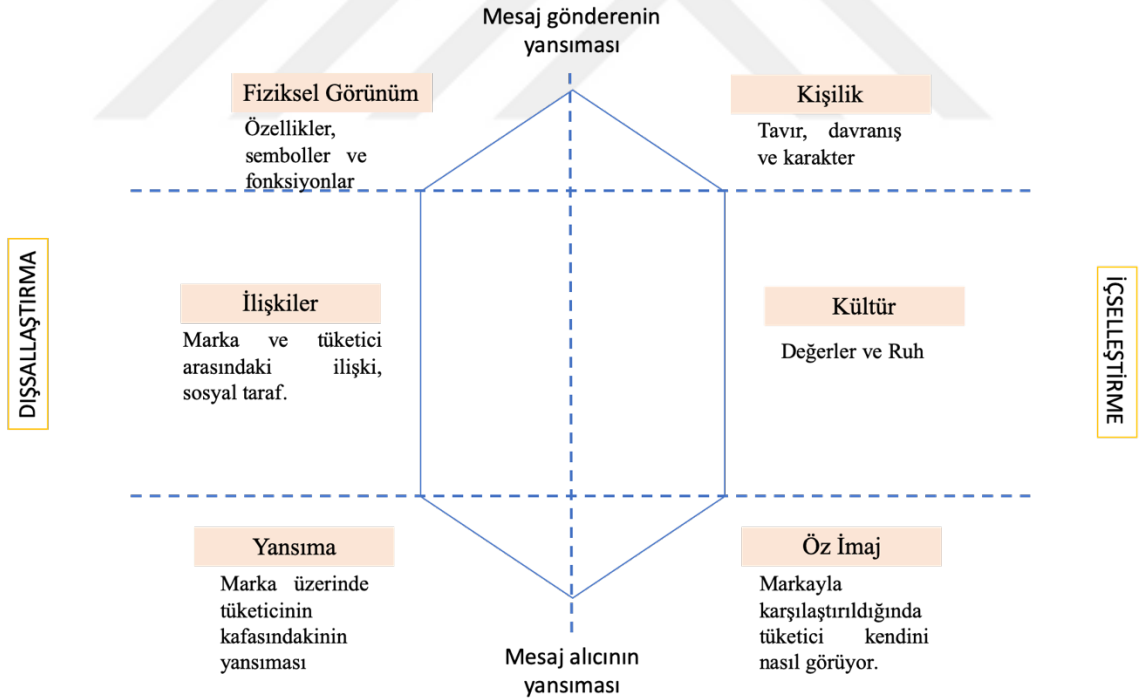 Mesaj gönderenin
yansıması
Fiziksel Görünüm
Özellikler,
semboller ve
fonksiyonlar
Kişilik
Tavır, davranış
ve karakter
DIŞSALLAŞTIRMA
İlişkiler
Marka ve tüketici
arasındaki ilişki,
sosyal taraf.
Kültür
Değerler ve Ruh
İÇSELLEŞTİRME
Yansıma
Marka üzerinde
tüketicinin
kafasındakinin
yansıması
Öz İmaj
Markayla
karşılaştırıldığında
tüketici kendini
nasıl görüyor.
Mesaj alıcının
yansıması